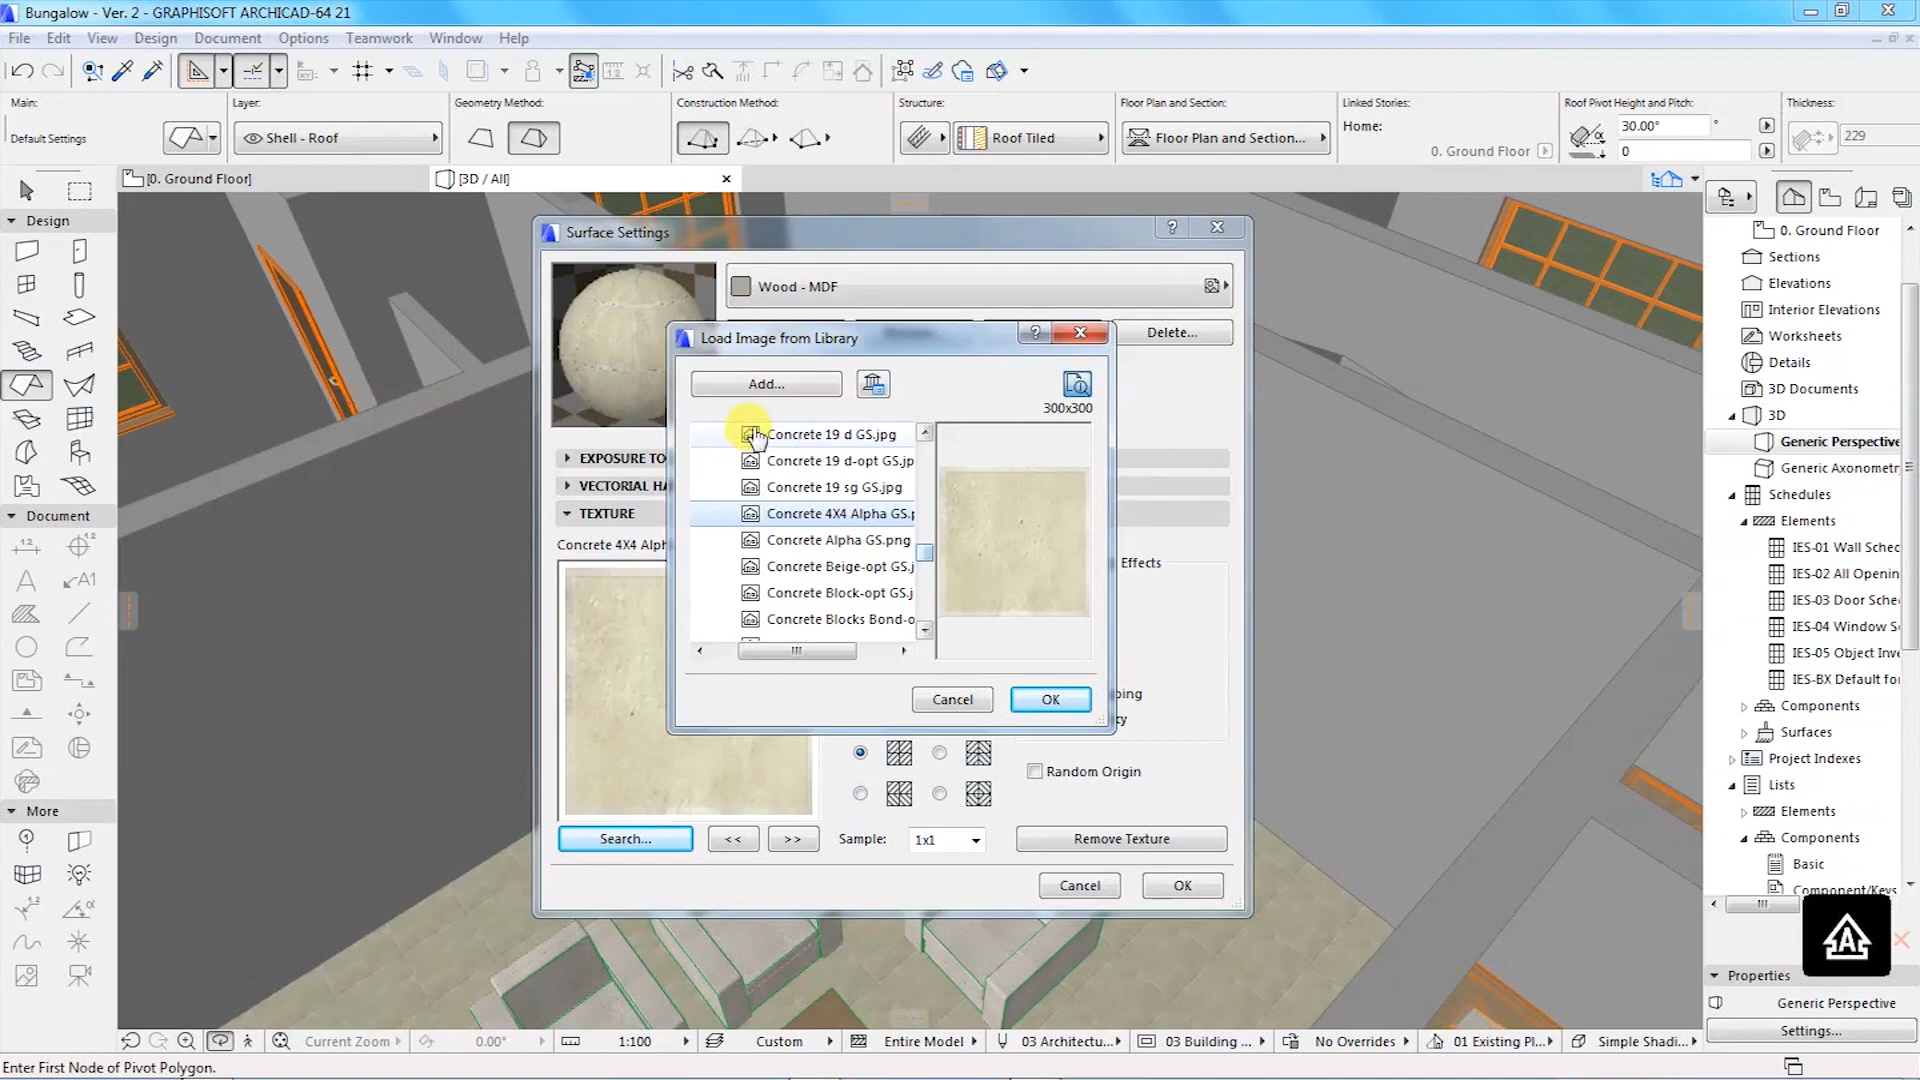 Bungalow - Ver. 2 - GRAPHISOFT ARCHICAD-64 21
File Edit View Design Document Options Teamwork Window Help
Main: Layer: Geometry Method: Construction Method: Structure: Floor Plan and Section: Linked Stories: Roof Pivot Height and Pitch: Thickness:
Default Settings Shell - Roof Roof Tiled Floor Plan and Section... Home: 30.00° ° 229
0. Ground Floor 0
[0. Ground Floor] [3D / All]
Design
Document
More
Surface Settings
Wood - MDF
Delete...
EXPOSURE TO
VECTORIAL HA
TEXTURE
Concrete 4X4 Alph
Effects
Random Origin
Search... << >> Sample: 1x1 Remove Texture
Cancel OK
Load Image from Library
Add...
300x300
Concrete 19 d GS.jpg
Concrete 19 d-opt GS.jp
Concrete 19 sg GS.jpg
Concrete 4X4 Alpha GS.p
Concrete Alpha GS.png
Concrete Beige-opt GS.j
Concrete Block-opt GS.j
Concrete Blocks Bond-o
Cancel OK
0. Ground Floor
Sections
Elevations
Interior Elevations
Worksheets
Details
3D Documents
3D
Generic Perspective
Generic Axonometr
Schedules
Elements
IES-01 Wall Sched
IES-02 All Openin
IES-03 Door Sche
IES-04 Window S
IES-05 Object Inve
IES-BX Default for
Components
Surfaces
Project Indexes
Lists
Elements
Components
Basic
Component/Keys
Properties
Generic Perspective
Settings...
Current Zoom 0.00° 1:100 Custom Entire Model 03 Architectu... 03 Building ... No Overrides 01 Existing Pl... Simple Shadi...
Enter First Node of Pivot Polygon.